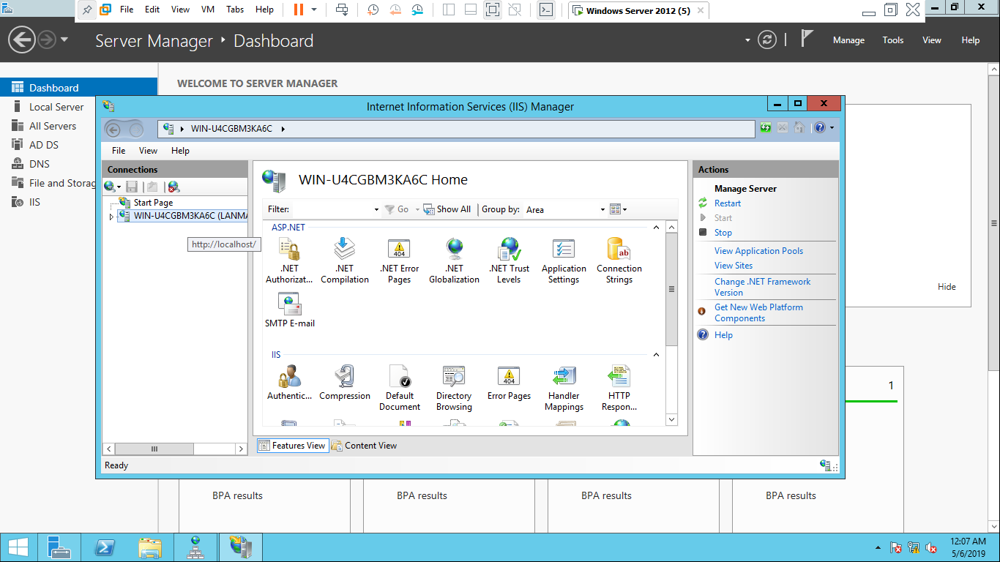 File Edit View VM Tabs Help
Windows Server 2012 (5)
Server Manager Dashboard
Manage Tools View Help
Dashboard
Local Server
All Servers
AD DS
DNS
File and Storag
IIS
WELCOME TO SERVER MANAGER
Internet Information Services (IIS) Manager
WIN-U4CGBM3KA6C
File View Help
Connections
Start Page
WIN-U4CGBM3KA6C (LANMA
http://localhost/
WIN-U4CGBM3KA6C Home
Filter: Go Show All Group by: Area
ASP.NET
.NET Authorizat...
.NET Compilation
404
.NET Error Pages
.NET Globalization
.NET Trust Levels
Application Settings
ab
Connection Strings
SMTP E-mail
IIS
Authentic...
Compression
Default Document
Directory Browsing
404
Error Pages
Handler Mappings
HTTP Respon...
Features View Content View
Ready
Actions
Manage Server
Restart
Start
Stop
View Application Pools
View Sites
Change .NET Framework
Version
Get New Web Platform
Components
Help
Hide
1
BPA results
BPA results
BPA results
BPA results
12:07 AM
5/6/2019